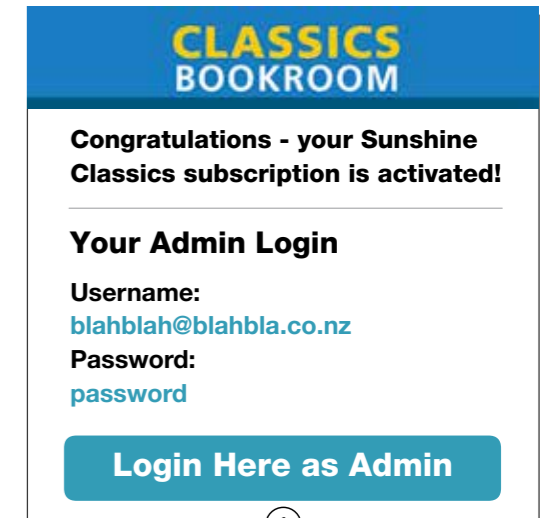 CLASSICS
BOOKROOM
Congratulations - your Sunshine
Classics subscription is activated!
Your Admin Login
Username:
blahblah@blahbla.co.nz
Password:
password
Login Here as Admin